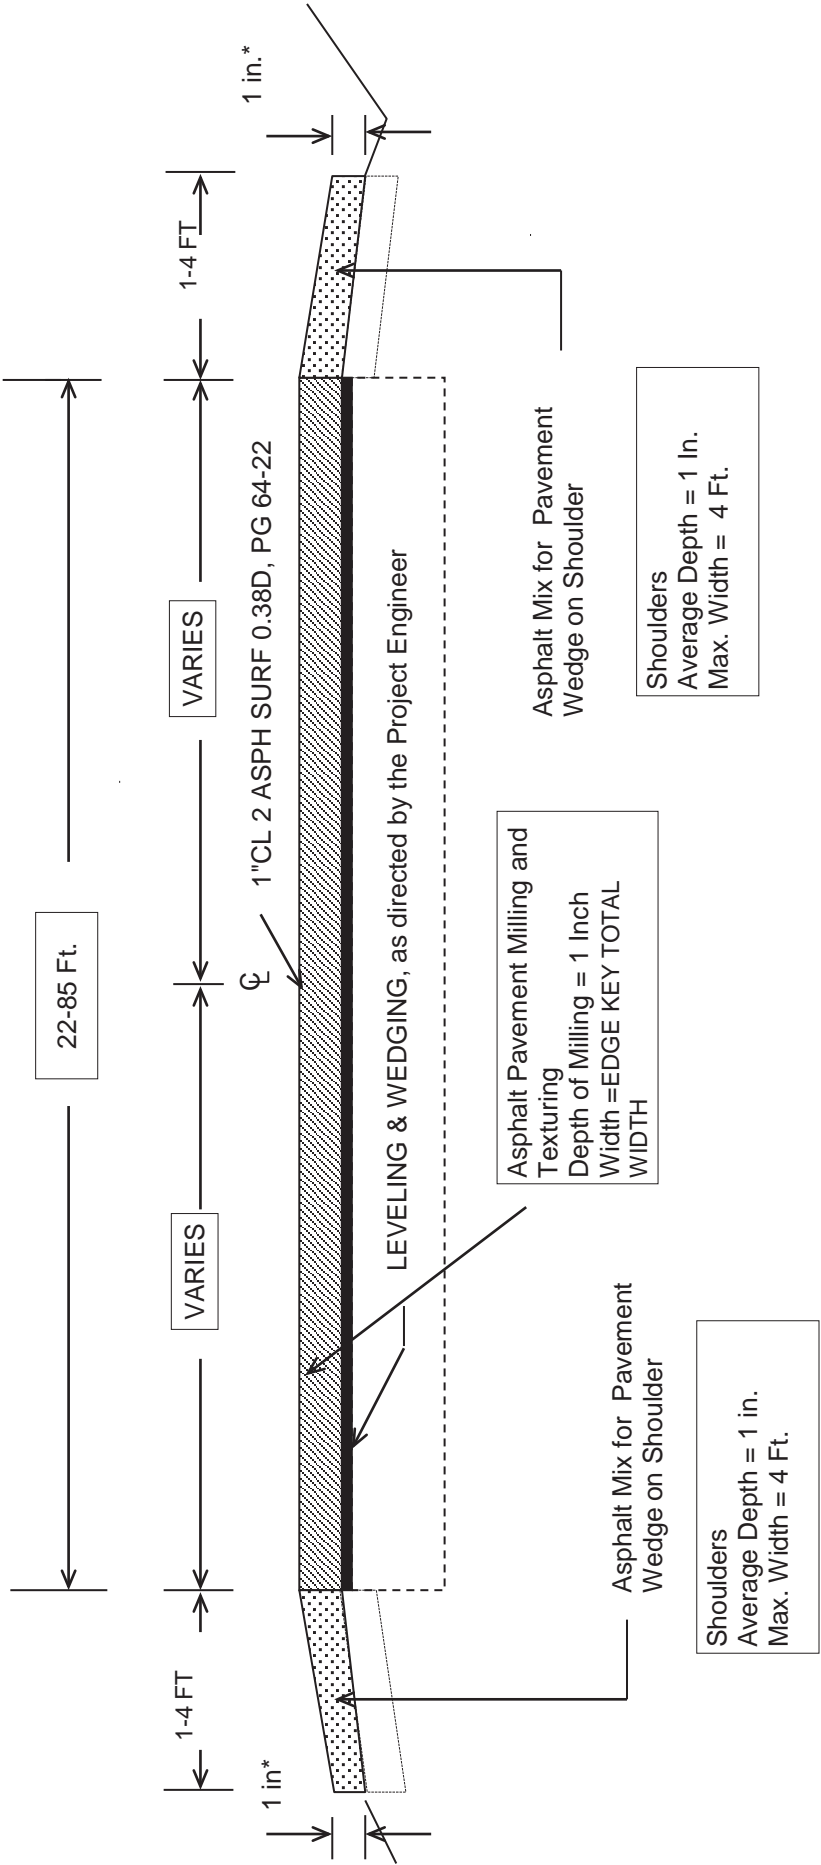 22-85 Ft.
1-4 FT
VARIES
VARIES
1-4 FT
1 in*
℄
1"CL 2 ASPH SURF 0.38D, PG 64-22
1 in.*
LEVELING & WEDGING, as directed by the Project Engineer
Asphalt Pavement Milling and
Texturing
Depth of Milling = 1 Inch
Width =EDGE KEY TOTAL
WIDTH
Asphalt Mix for Pavement
Wedge on Shoulder
Asphalt Mix for Pavement
Wedge on Shoulder
Shoulders
Average Depth = 1 in.
Max. Width = 4 Ft.
Shoulders
Average Depth = 1 In.
Max. Width = 4 Ft.